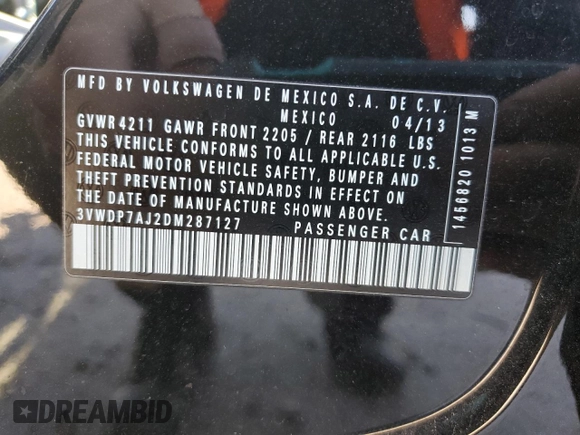 MFD BY VOLKSWAGEN DE MEXICO S.A. DE C.V.
MEXICO 04/13
GVWR 4211 GAWR FRONT 2205 / REAR 2116 LBS
THIS VEHICLE CONFORMS TO ALL APPLICABLE U.S.
FEDERAL MOTOR VEHICLE SAFETY, BUMPER AND
THEFT PREVENTION STANDARDS IN EFFECT ON
THE DATE OF MANUFACTURE SHOWN ABOVE.
3VWDP7AJ2DM287127 PASSENGER CAR
1456820 1013 M
DREAMBID